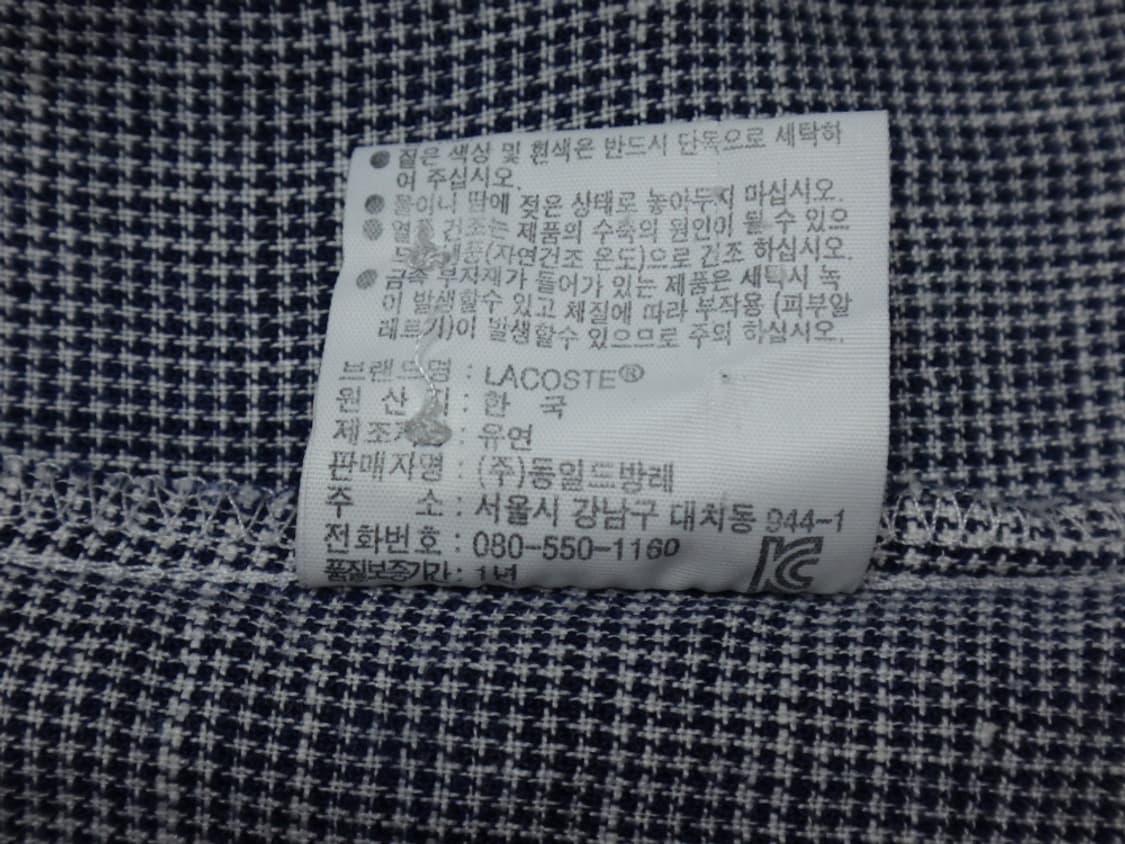 ● 짙은 색상 및 흰색은 반드시 단독으로 세탁하
여 주십시오.
● 물이나 땀에 젖은 상태로 놓아두지 마십시오.
● 열풍 건조는 제품의 수축의 원인이 될 수 있으
(자연건조 온도)으로 건조 하십시오.
● 금속 부자재가 들어가 있는 제품은 세탁시 녹
이 발생할수 있고 체질에 따라 부작용 (피부알
레르기)이 발생할수 있으므로 주의 하십시오.
브랜드명 : LACOSTE®
원 산 지 : 한 국
제조자명 : 유연
판매자명 : (주)동일드방레
주 소 : 서울시 강남구 대치동 944-1
전화번호 : 080-550-1160
품질보증기간 : 1년
KC